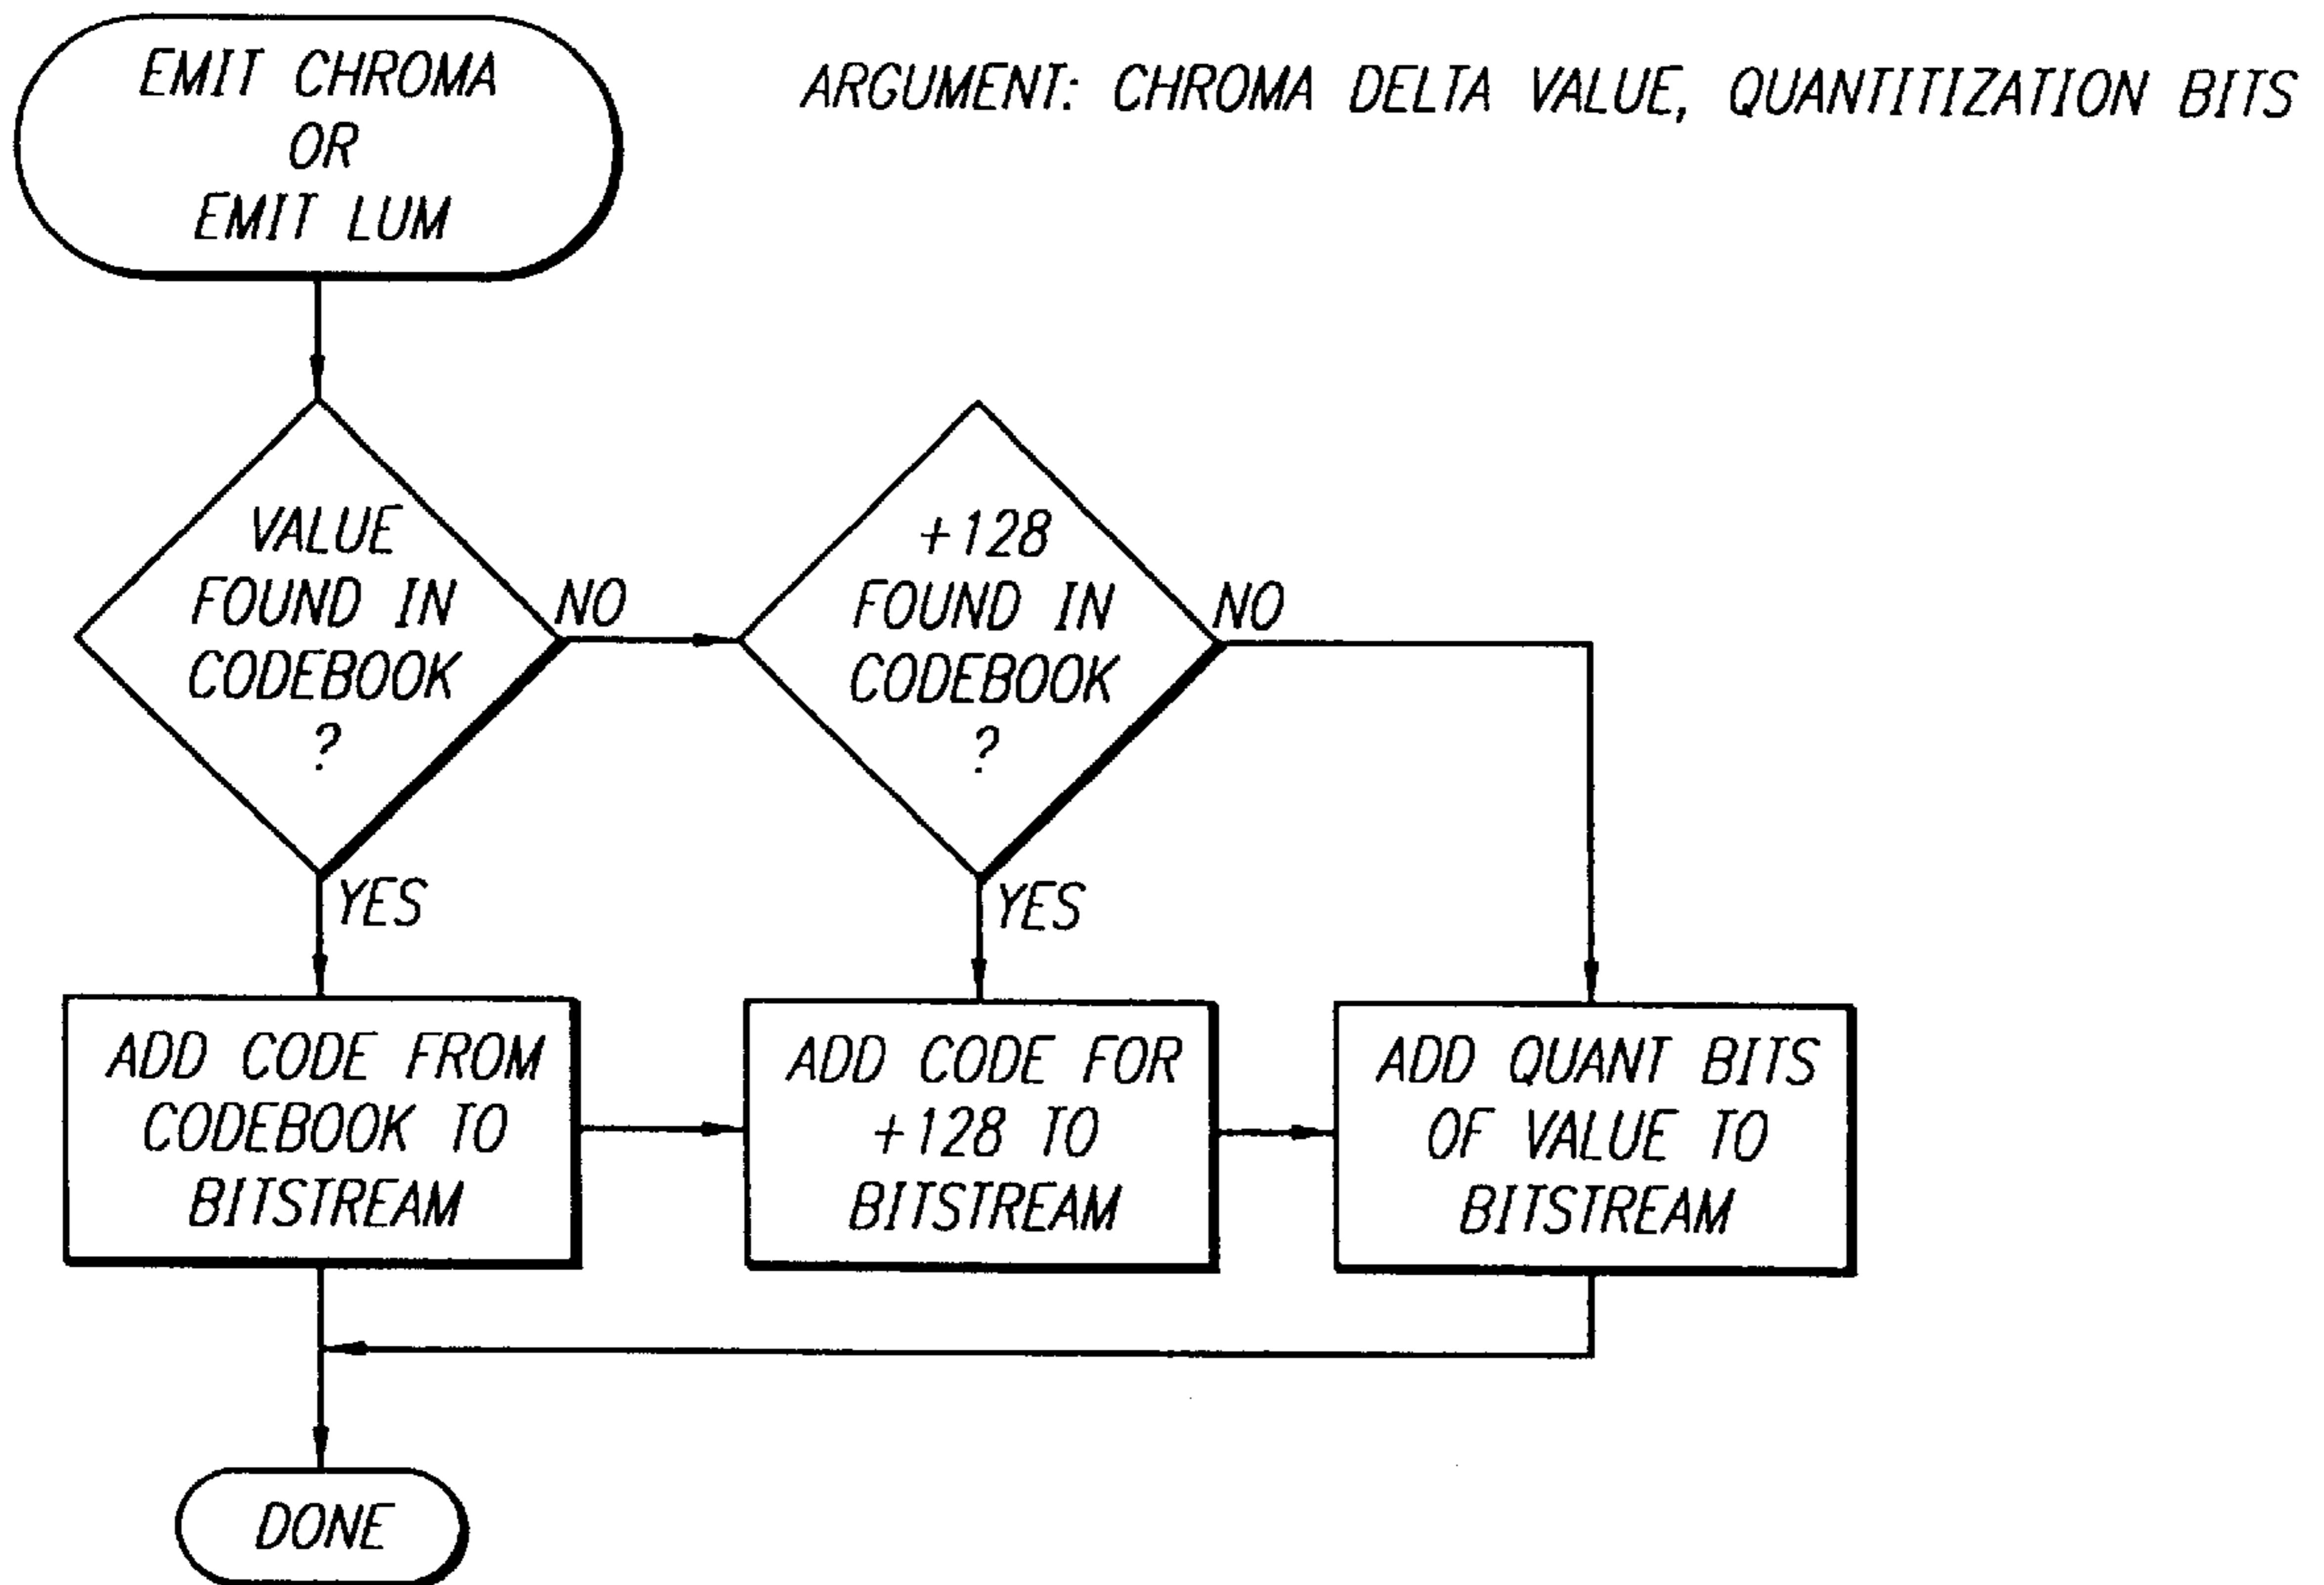 EMIT CHROMA
OR
EMIT LUM
ARGUMENT: CHROMA DELTA VALUE, QUANTITIZATION BITS
VALUE
FOUND IN
CODEBOOK
?
NO
YES
+128
FOUND IN
CODEBOOK
?
NO
YES
ADD CODE FROM
CODEBOOK TO
BITSTREAM
ADD CODE FOR
+128 TO
BITSTREAM
ADD QUANT BITS
OF VALUE TO
BITSTREAM
DONE